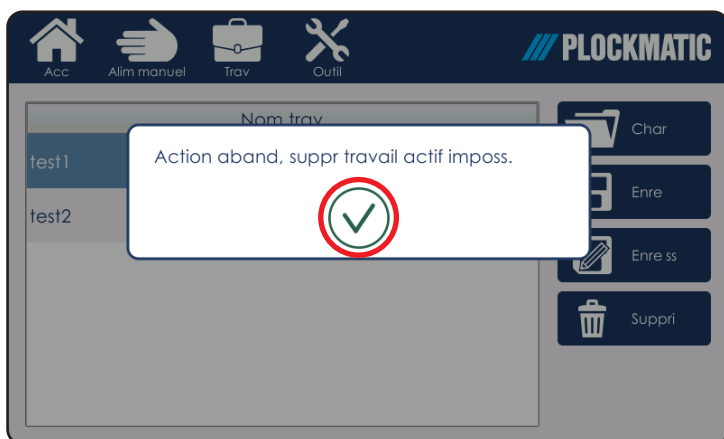 Acc
Alim manuel
Trav
Outil
PLOCKMATIC
Nom trav
Char
test1
Action aband, suppr travail actif imposs.
Enre
test2
Enre ss
Suppri